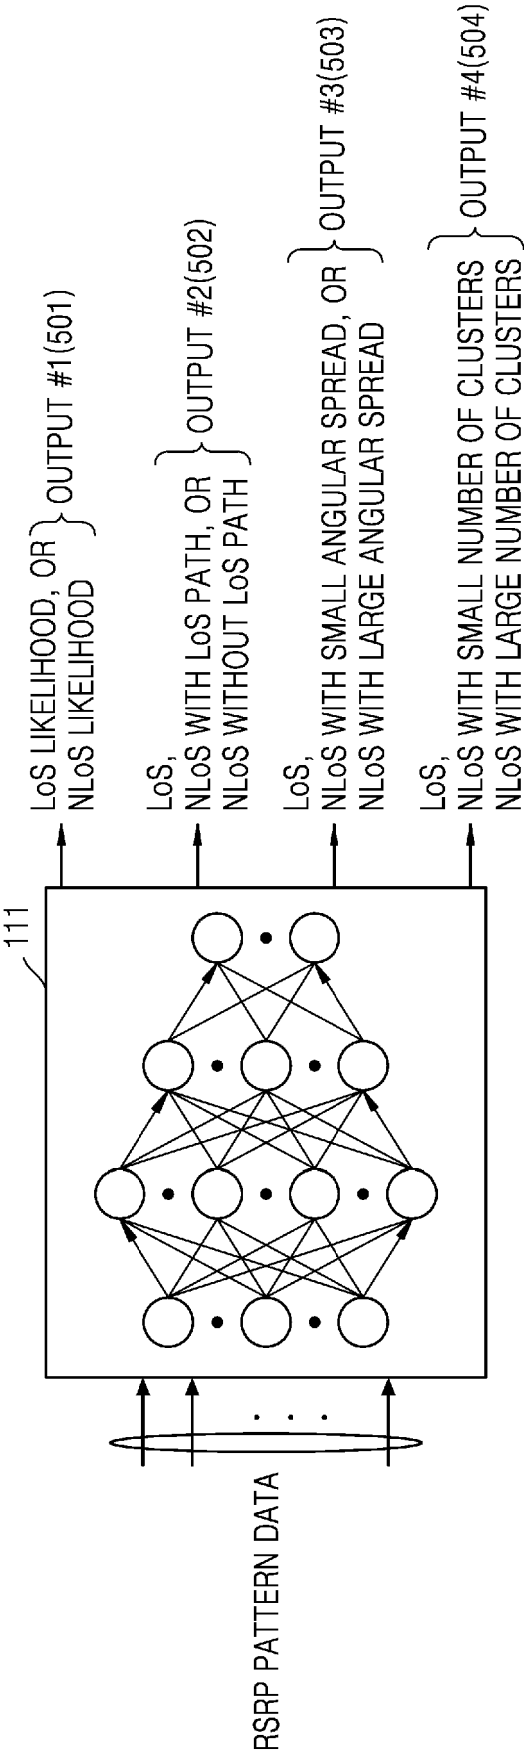 RSRP PATTERN DATA
111
LoS LIKELIHOOD, OR
NLoS LIKELIHOOD
OUTPUT #1(501)
LoS,
NLoS WITH LoS PATH, OR
NLoS WITHOUT LoS PATH
OUTPUT #2(502)
LoS,
NLoS WITH SMALL ANGULAR SPREAD, OR
NLoS WITH LARGE ANGULAR SPREAD
OUTPUT #3(503)
LoS,
NLoS WITH SMALL NUMBER OF CLUSTERS
NLoS WITH LARGE NUMBER OF CLUSTERS
OUTPUT #4(504)